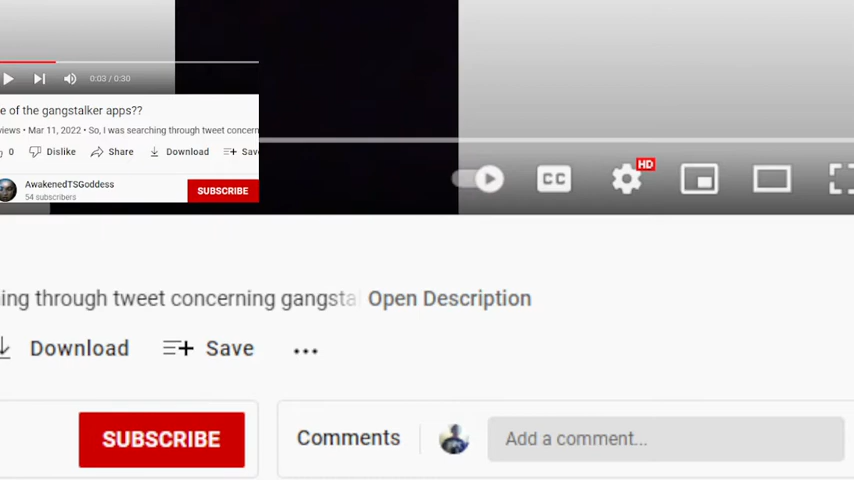 0:03 / 0:30
e of the gangstalker apps??
views • Mar 11, 2022 • So, I was searching through tweet concern
0 Dislike Share Download Sav
AwakenedTSGoddess
54 subscribers
SUBSCRIBE
CC HD
ing through tweet concerning gangsta Open Description
Download Save ...
SUBSCRIBE Comments Add a comment...